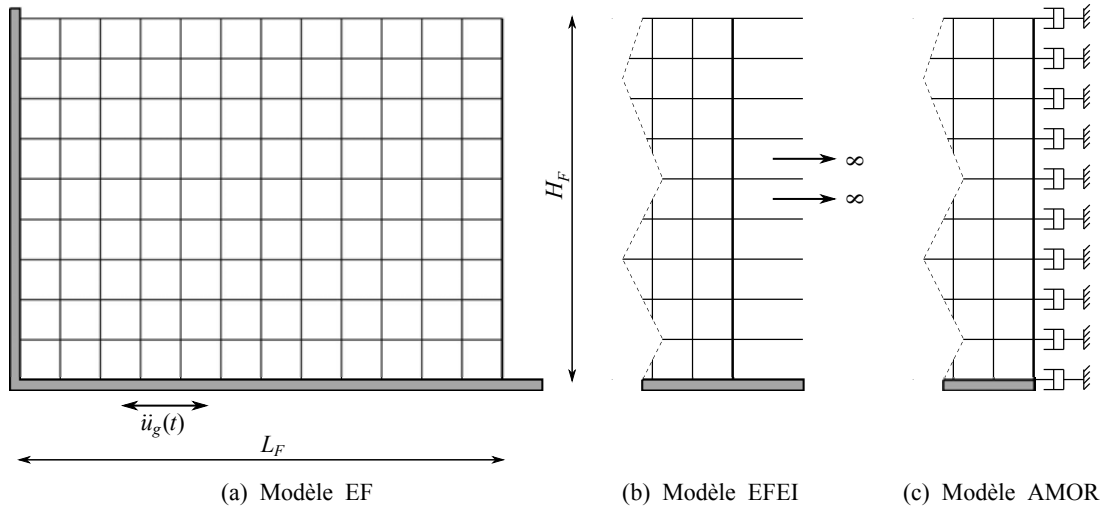 H_F
∞
∞
ü_g(t)
L_F
(a) Modèle EF
(b) Modèle EFEI
(c) Modèle AMOR